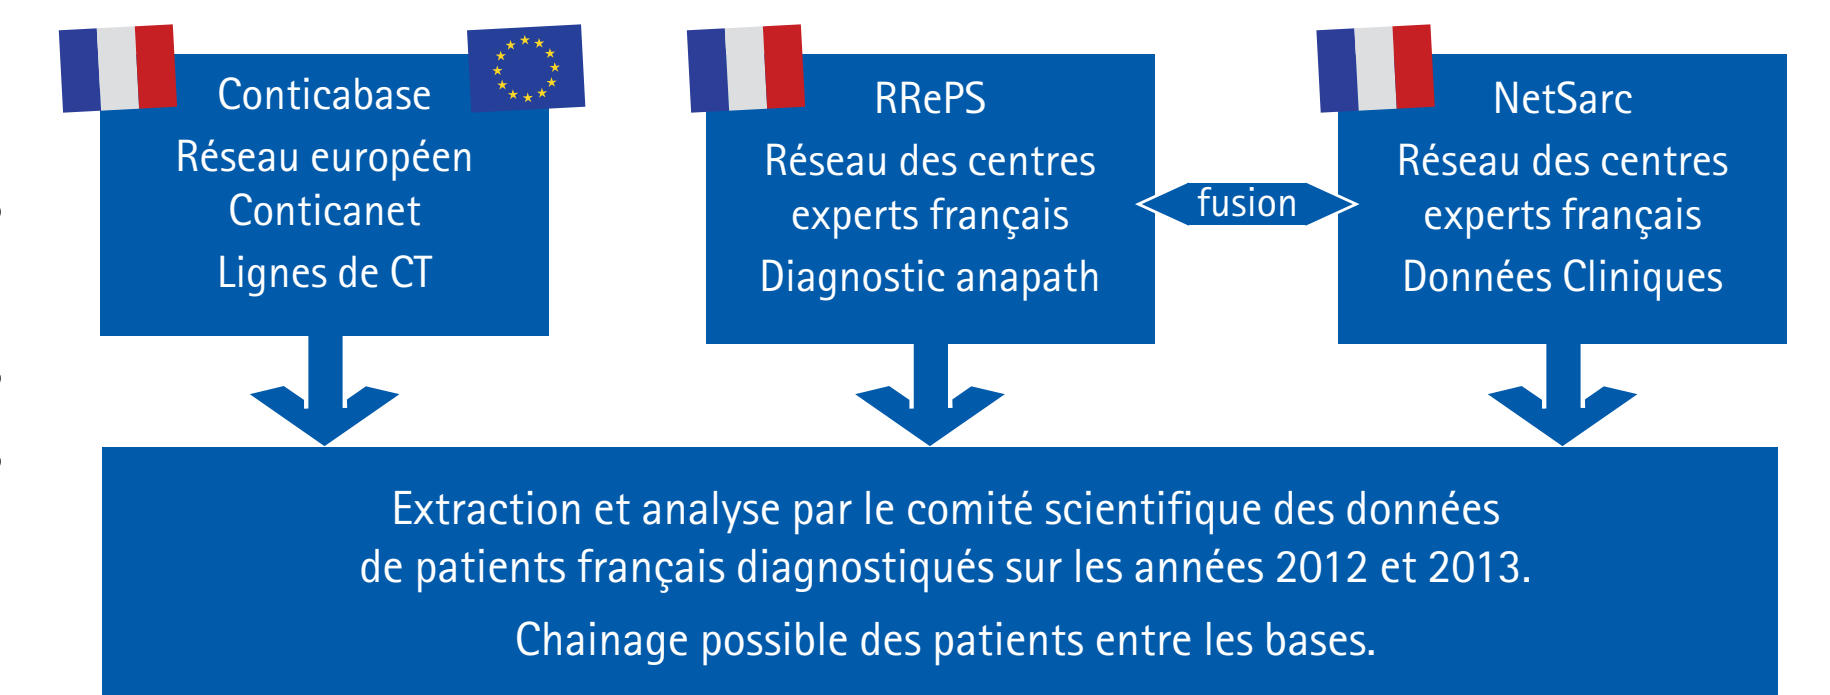 Conticabase
Réseau européen
Conticanet
Lignes de CT
RRePS
Réseau des centres
experts français
Diagnostic anapath
fusion
NetSarc
Réseau des centres
experts français
Données Cliniques
Extraction et analyse par le comité scientifique des données
de patients français diagnostiqués sur les années 2012 et 2013.
Chainage possible des patients entre les bases.